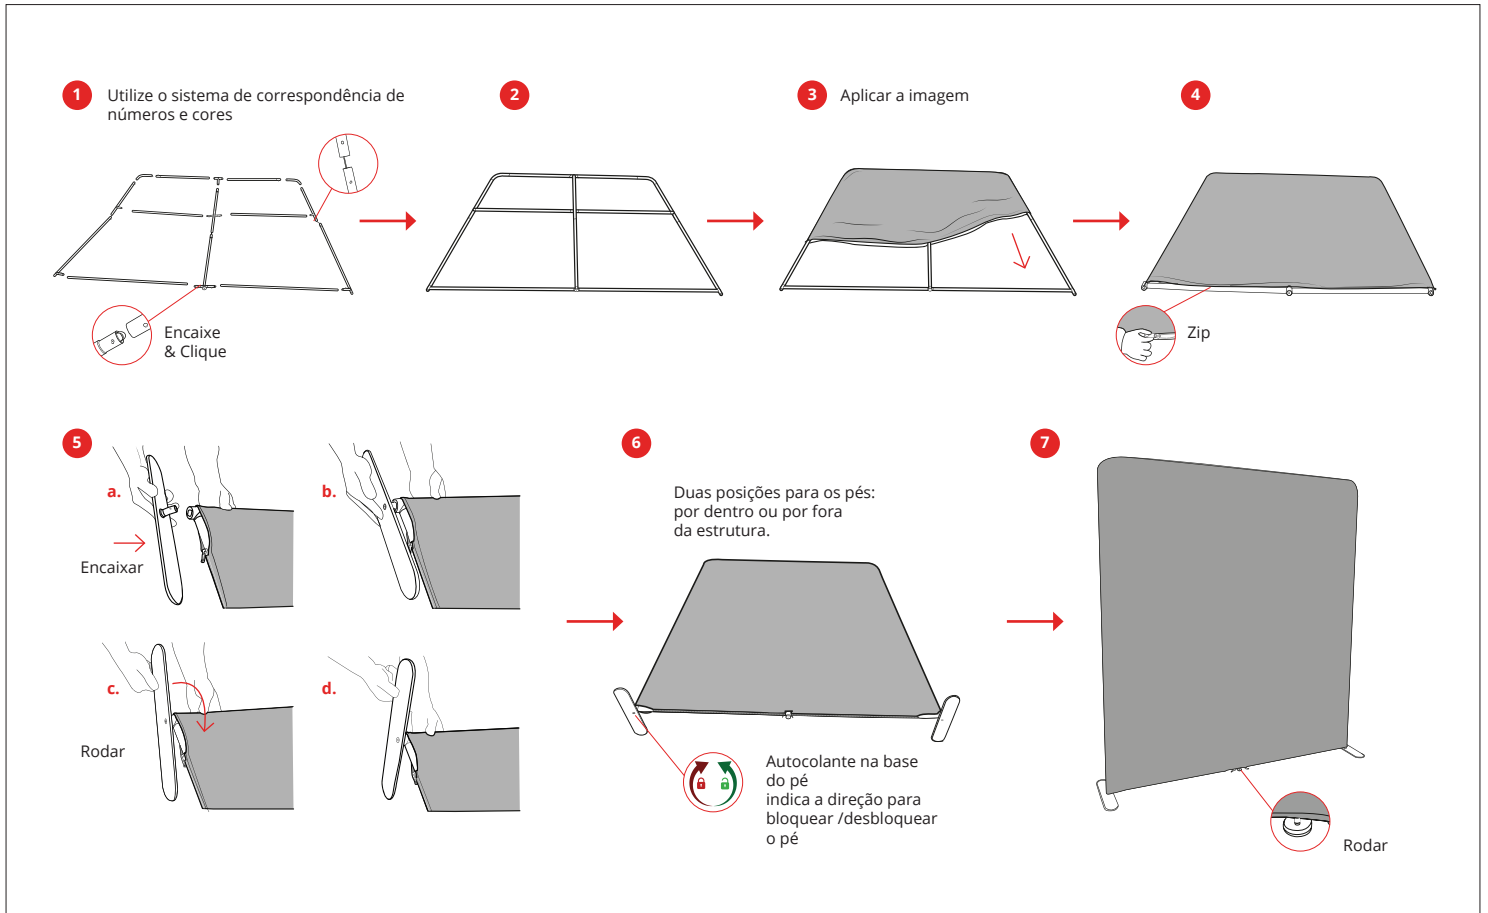 1
Utilize o sistema de correspondência de
números e cores
2
3
Aplicar a imagem
4
Encaixe
& Clique
Zip
5
a.
b.
Encaixar
c.
d.
Rodar
6
Duas posições para os pés:
por dentro ou por fora
da estrutura.
Autocolante na base
do pé
indica a direção para
bloquear /desbloquear
o pé
7
Rodar